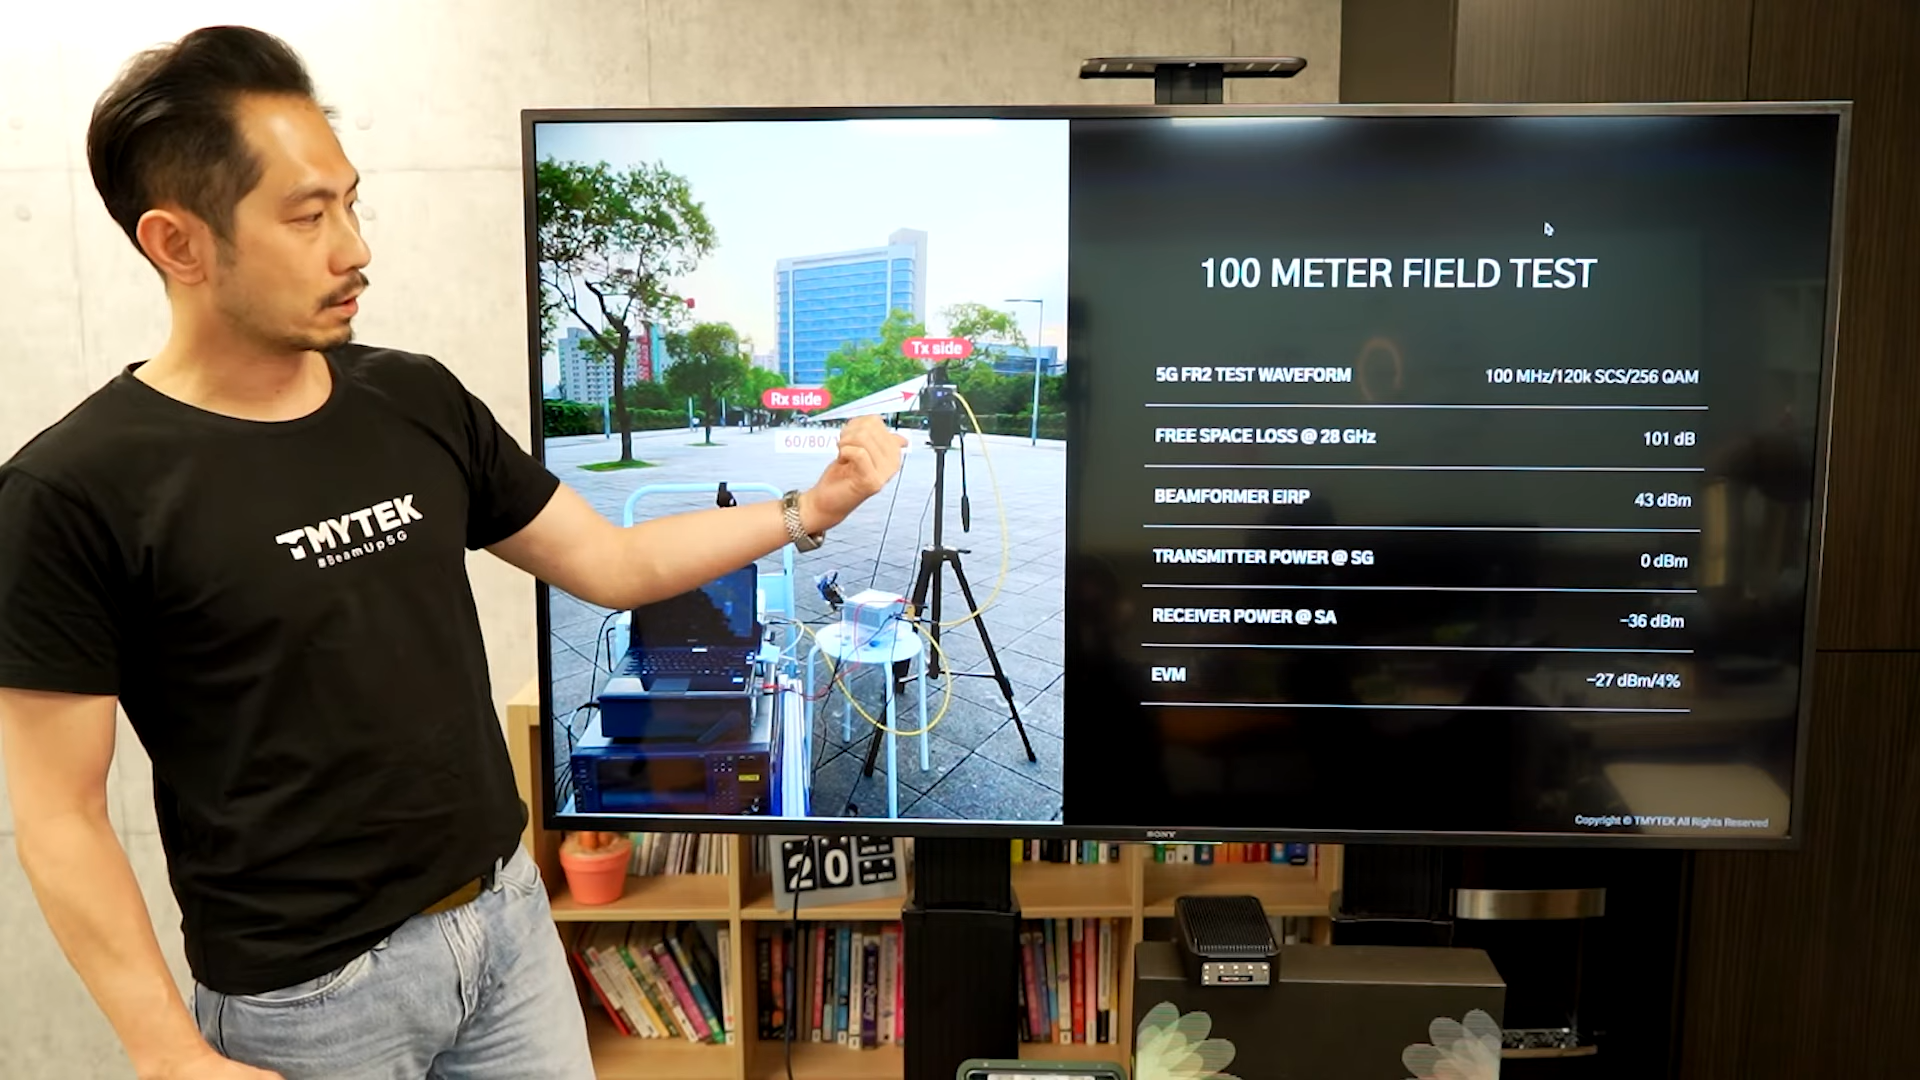 TMYTEK
#BeamUp5G
Tx side
Rx side
60/80/
100 METER FIELD TEST
5G FR2 TEST WAVEFORM 100 MHz/120k SCS/256 QAM
FREE SPACE LOSS @ 28 GHz 101 dB
BEAMFORMER EIRP 43 dBm
TRANSMITTER POWER @ SG 0 dBm
RECEIVER POWER @ SA -36 dBm
EVM -27 dBm/4%
Copyright © TMYTEK All Rights Reserved
SONY
20